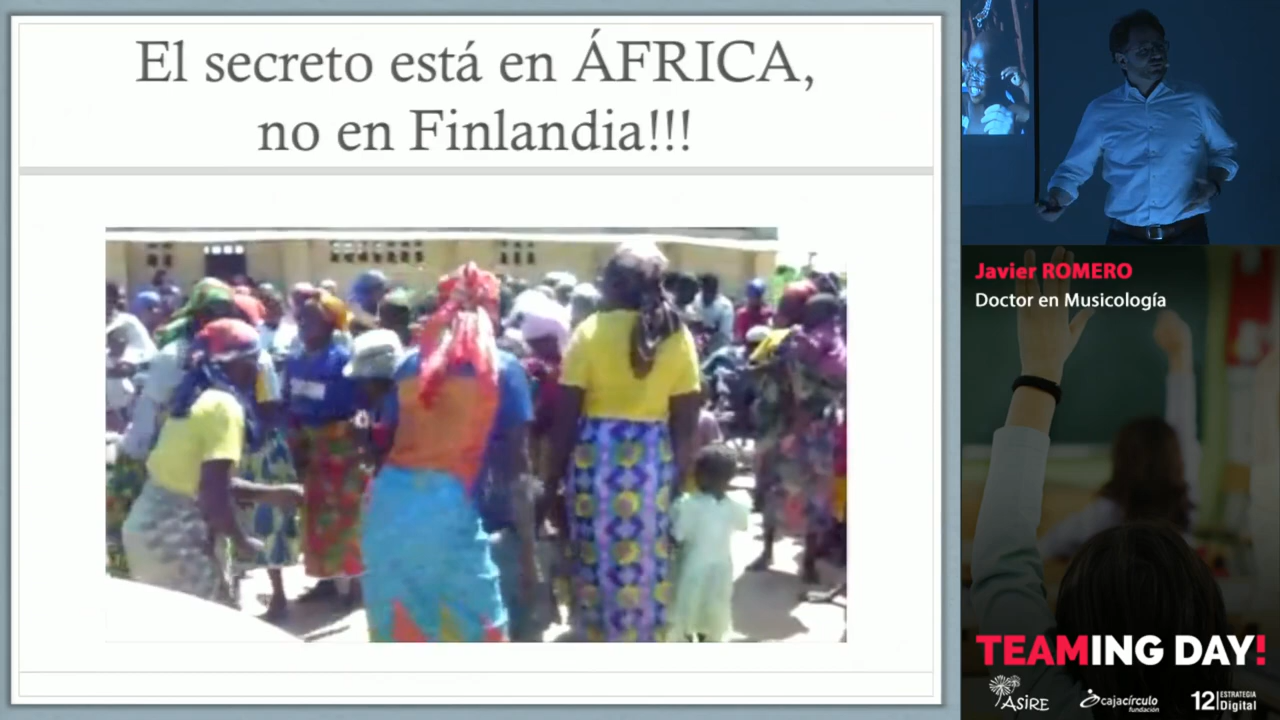 El secreto está en ÁFRICA,
no en Finlandia!!!
Javier ROMERO
Doctor en Musicología
TEAMING DAY!
ASIRE
cajacírculo
fundación
12 ESTRATEGIA
Digital